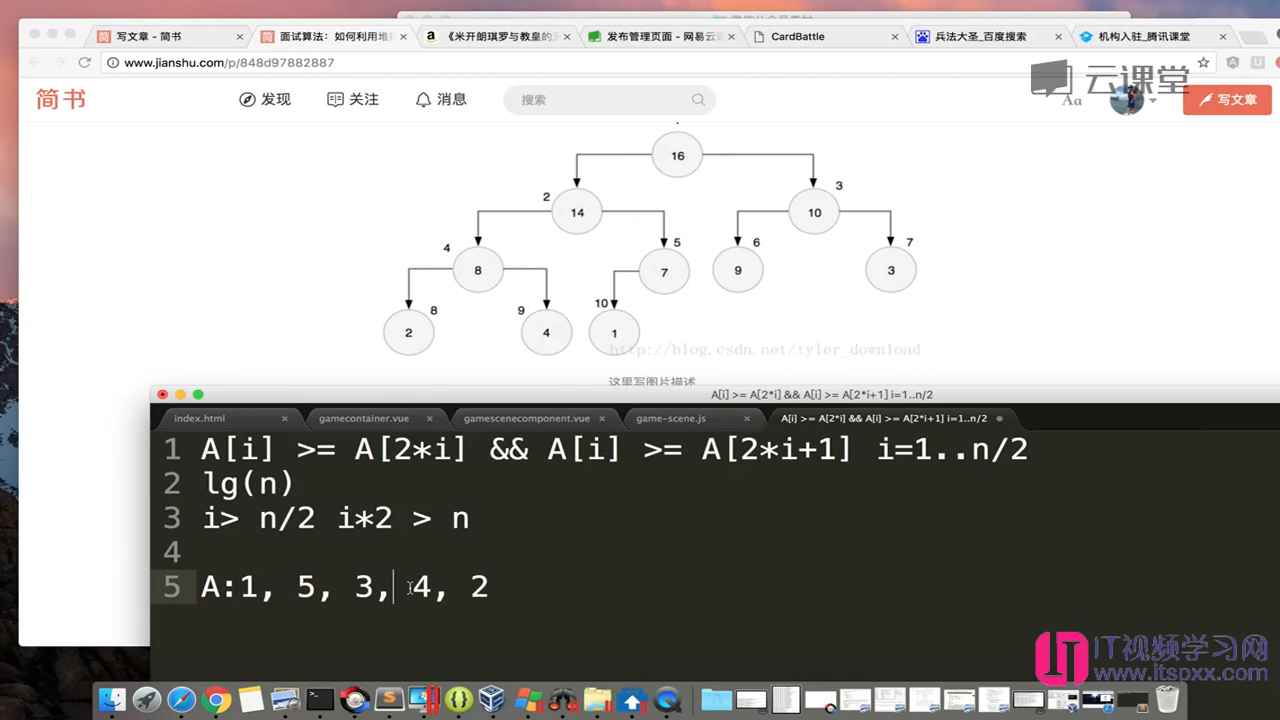 写文章 - 简书
面试算法：如何利用堆
《米开朗琪罗与教皇的
发布管理页面 - 网易云
CardBattle
兵法大圣_百度搜索
机构入驻_腾讯课堂
www.jianshu.com/p/848d97882887
云课堂
简书
发现
关注
消息
搜索
Aa
写文章
16
2
14
3
10
4
8
5
7
6
9
7
3
8
2
9
4
10
1
http://blog.csdn.net/tyler_download
这里写图片描述
A[i] >= A[2*i] && A[i] >= A[2*i+1] i=1..n/2
index.html
gamecontainer.vue
gamescenecomponent.vue
game-scene.js
A[i] >= A[2*i] && A[i] >= A[2*i+1] i=1..n/2
1 A[i] >= A[2*i] && A[i] >= A[2*i+1] i=1..n/2
2 lg(n)
3 i> n/2 i*2 > n
4
5 A:1, 5, 3, 4, 2
IT视频学习网
www.itspxx.com